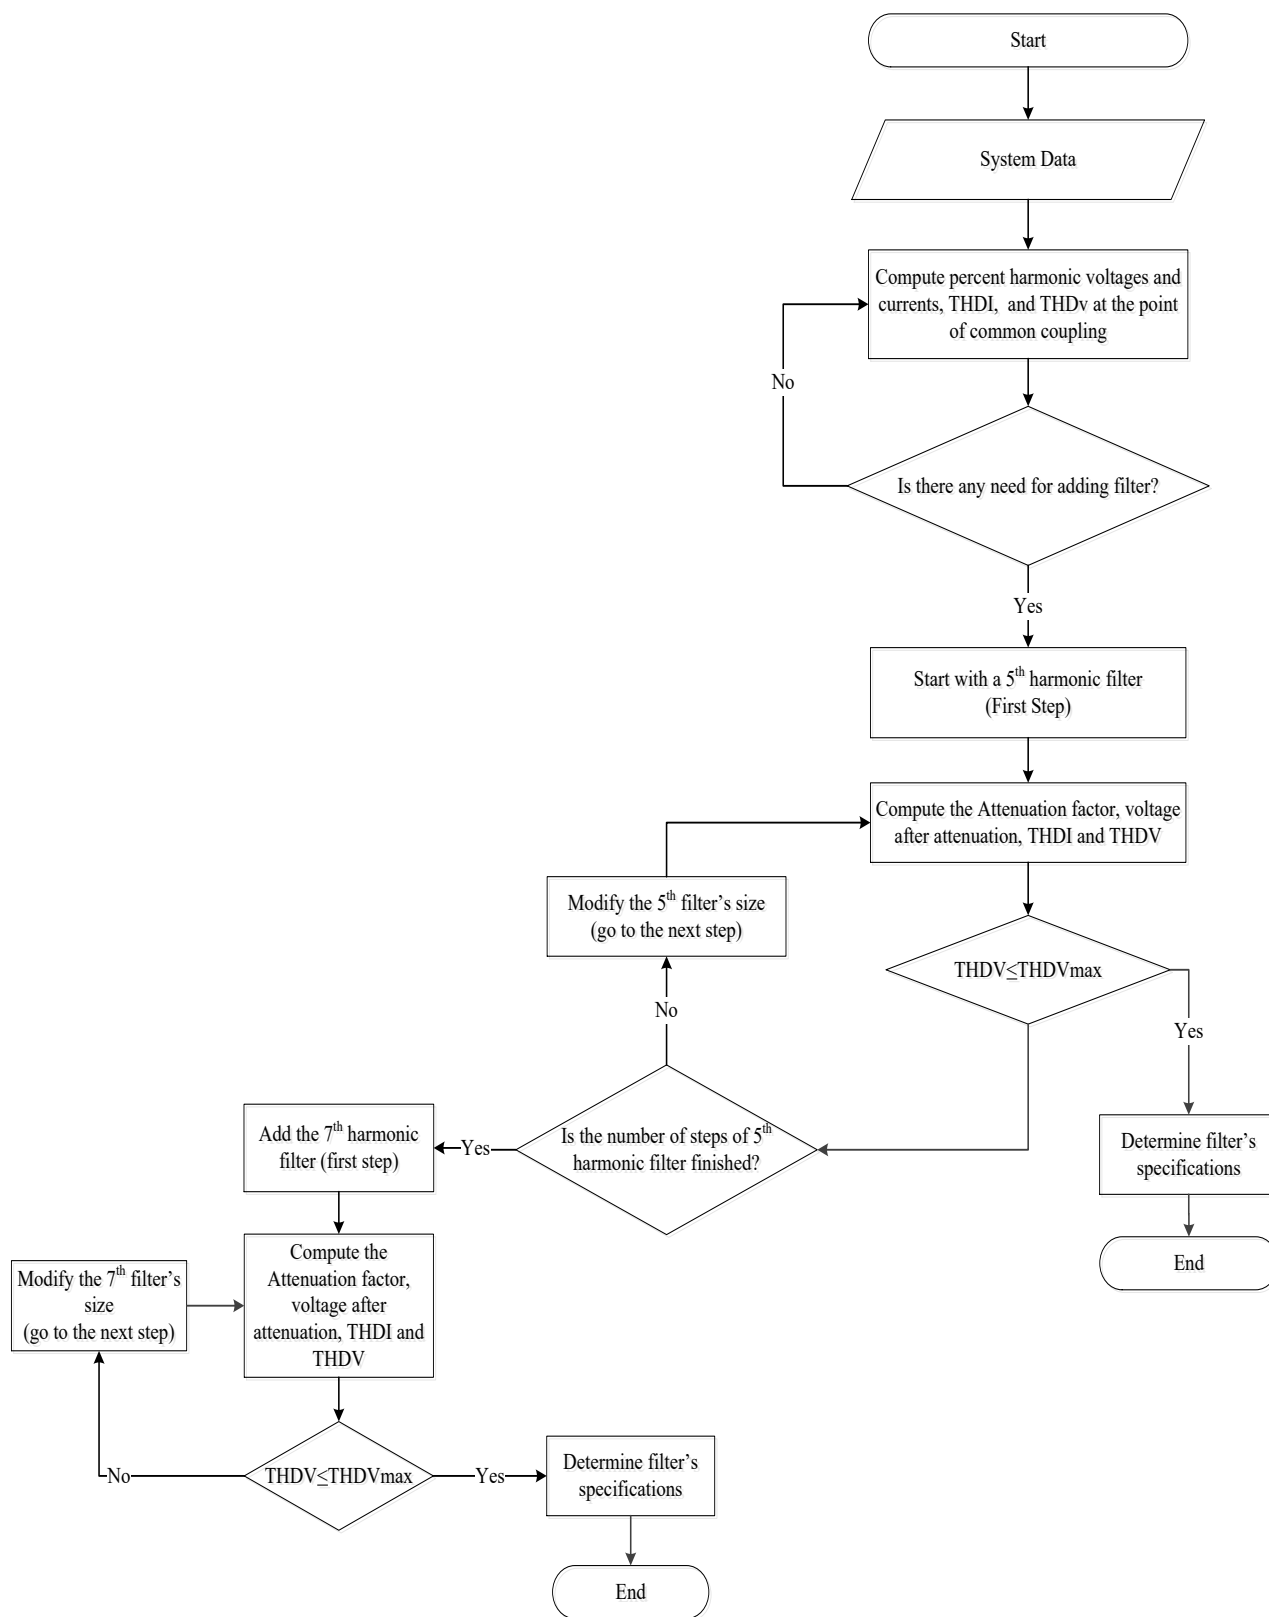 Start
System Data
Compute percent harmonic voltages and
currents, THDI, and THDv at the point
of common coupling
No
Is there any need for adding filter?
Yes
Start with a 5th harmonic filter
(First Step)
Compute the Attenuation factor, voltage
after attenuation, THDI and THDV
Modify the 5th filter's size
(go to the next step)
THDV≤THDVmax
No
Yes
Add the 7th harmonic
filter (first step)
Yes
Is the number of steps of 5th
harmonic filter finished?
Determine filter's
specifications
End
Compute the
Attenuation factor,
voltage after
attenuation, THDI and
THDV
Modify the 7th filter's
size
(go to the next step)
No
THDV≤THDVmax
Yes
Determine filter's
specifications
End